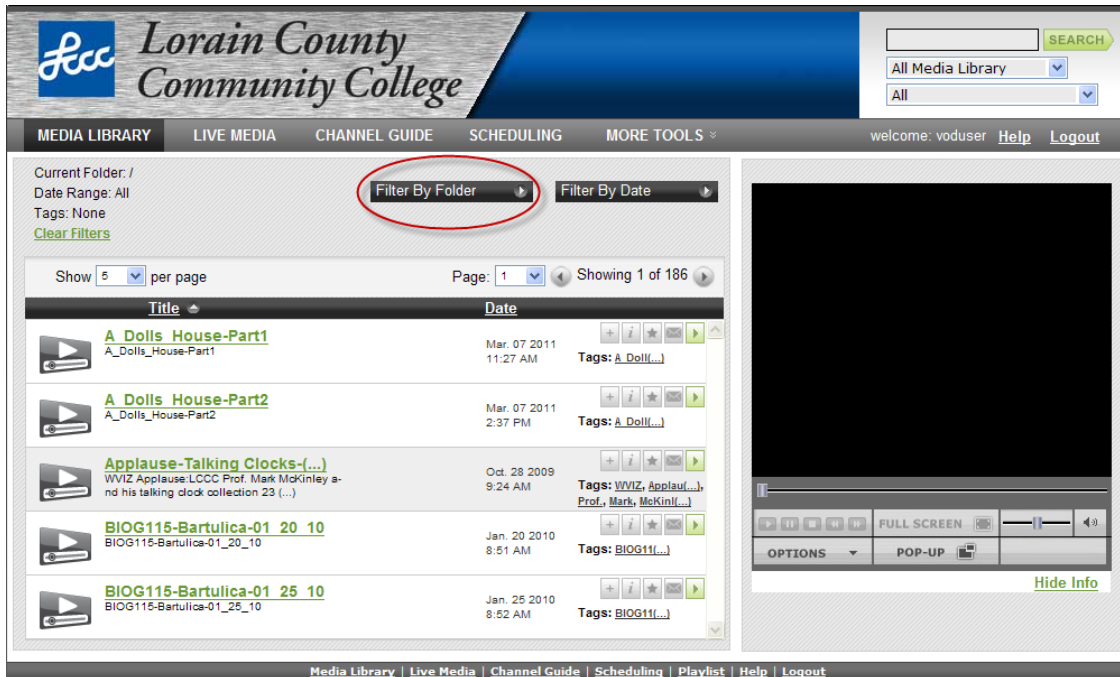 lccc
Lorain County
Community College
SEARCH
All Media Library
All
MEDIA LIBRARY LIVE MEDIA CHANNEL GUIDE SCHEDULING MORE TOOLS welcome: voduser Help Logout
Current Folder: /
Date Range: All
Tags: None
Clear Filters
Filter By Folder Filter By Date
Show 5 per page Page: 1 Showing 1 of 186
Title Date
A_Dolls_House-Part1
A_Dolls_House-Part1
Mar. 07 2011
11:27 AM
Tags: A_Doll(...)
A_Dolls_House-Part2
A_Dolls_House-Part2
Mar. 07 2011
2:37 PM
Tags: A_Doll(...)
Applause-Talking Clocks-(...)
WVIZ Applause:LCCC Prof. Mark McKinley a-
nd his talking clock collection 23 (...)
Oct. 28 2009
9:24 AM
Tags: WVIZ, Applau(...),
Prof., Mark, McKinl(...)
BIOG115-Bartulica-01_20_10
BIOG115-Bartulica-01_20_10
Jan. 20 2010
8:51 AM
Tags: BIOG11(...)
BIOG115-Bartulica-01_25_10
BIOG115-Bartulica-01_25_10
Jan. 25 2010
8:52 AM
Tags: BIOG11(...)
FULL SCREEN
OPTIONS POP-UP
Hide Info
Media Library | Live Media | Channel Guide | Scheduling | Playlist | Help | Logout